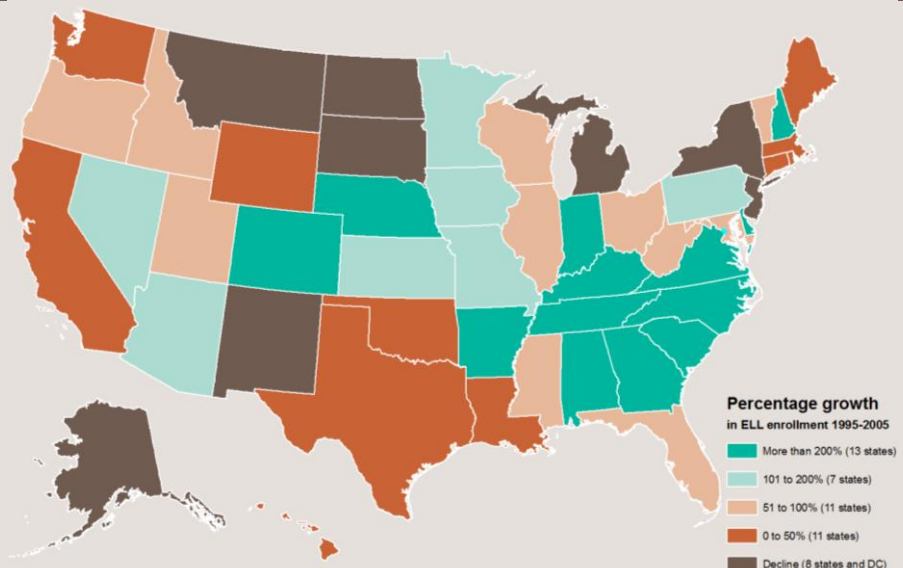 Percentage growth
in ELL enrollment 1995-2005
More than 200% (13 states)
101 to 200% (7 states)
51 to 100% (11 states)
0 to 50% (11 states)
Decline (8 states and DC)